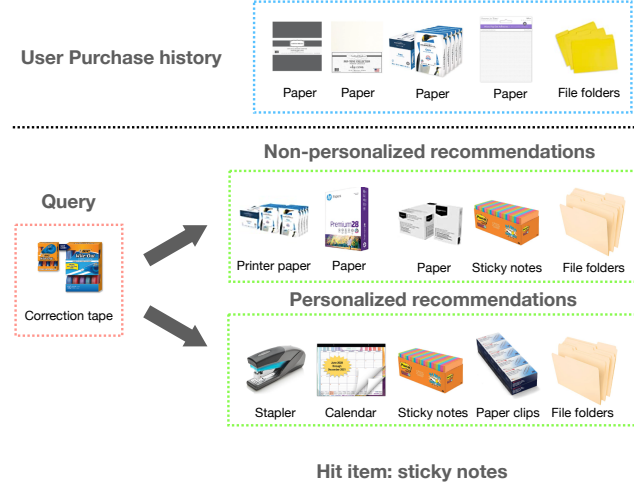 User Purchase history
Paper
Paper
Paper
Paper
File folders
Non-personalized recommendations
Query
Correction tape
Premium28
Printer paper
Paper
Paper
Sticky notes
File folders
Personalized recommendations
Stapler
Calendar
Sticky notes
Paper clips
File folders
Hit item: sticky notes